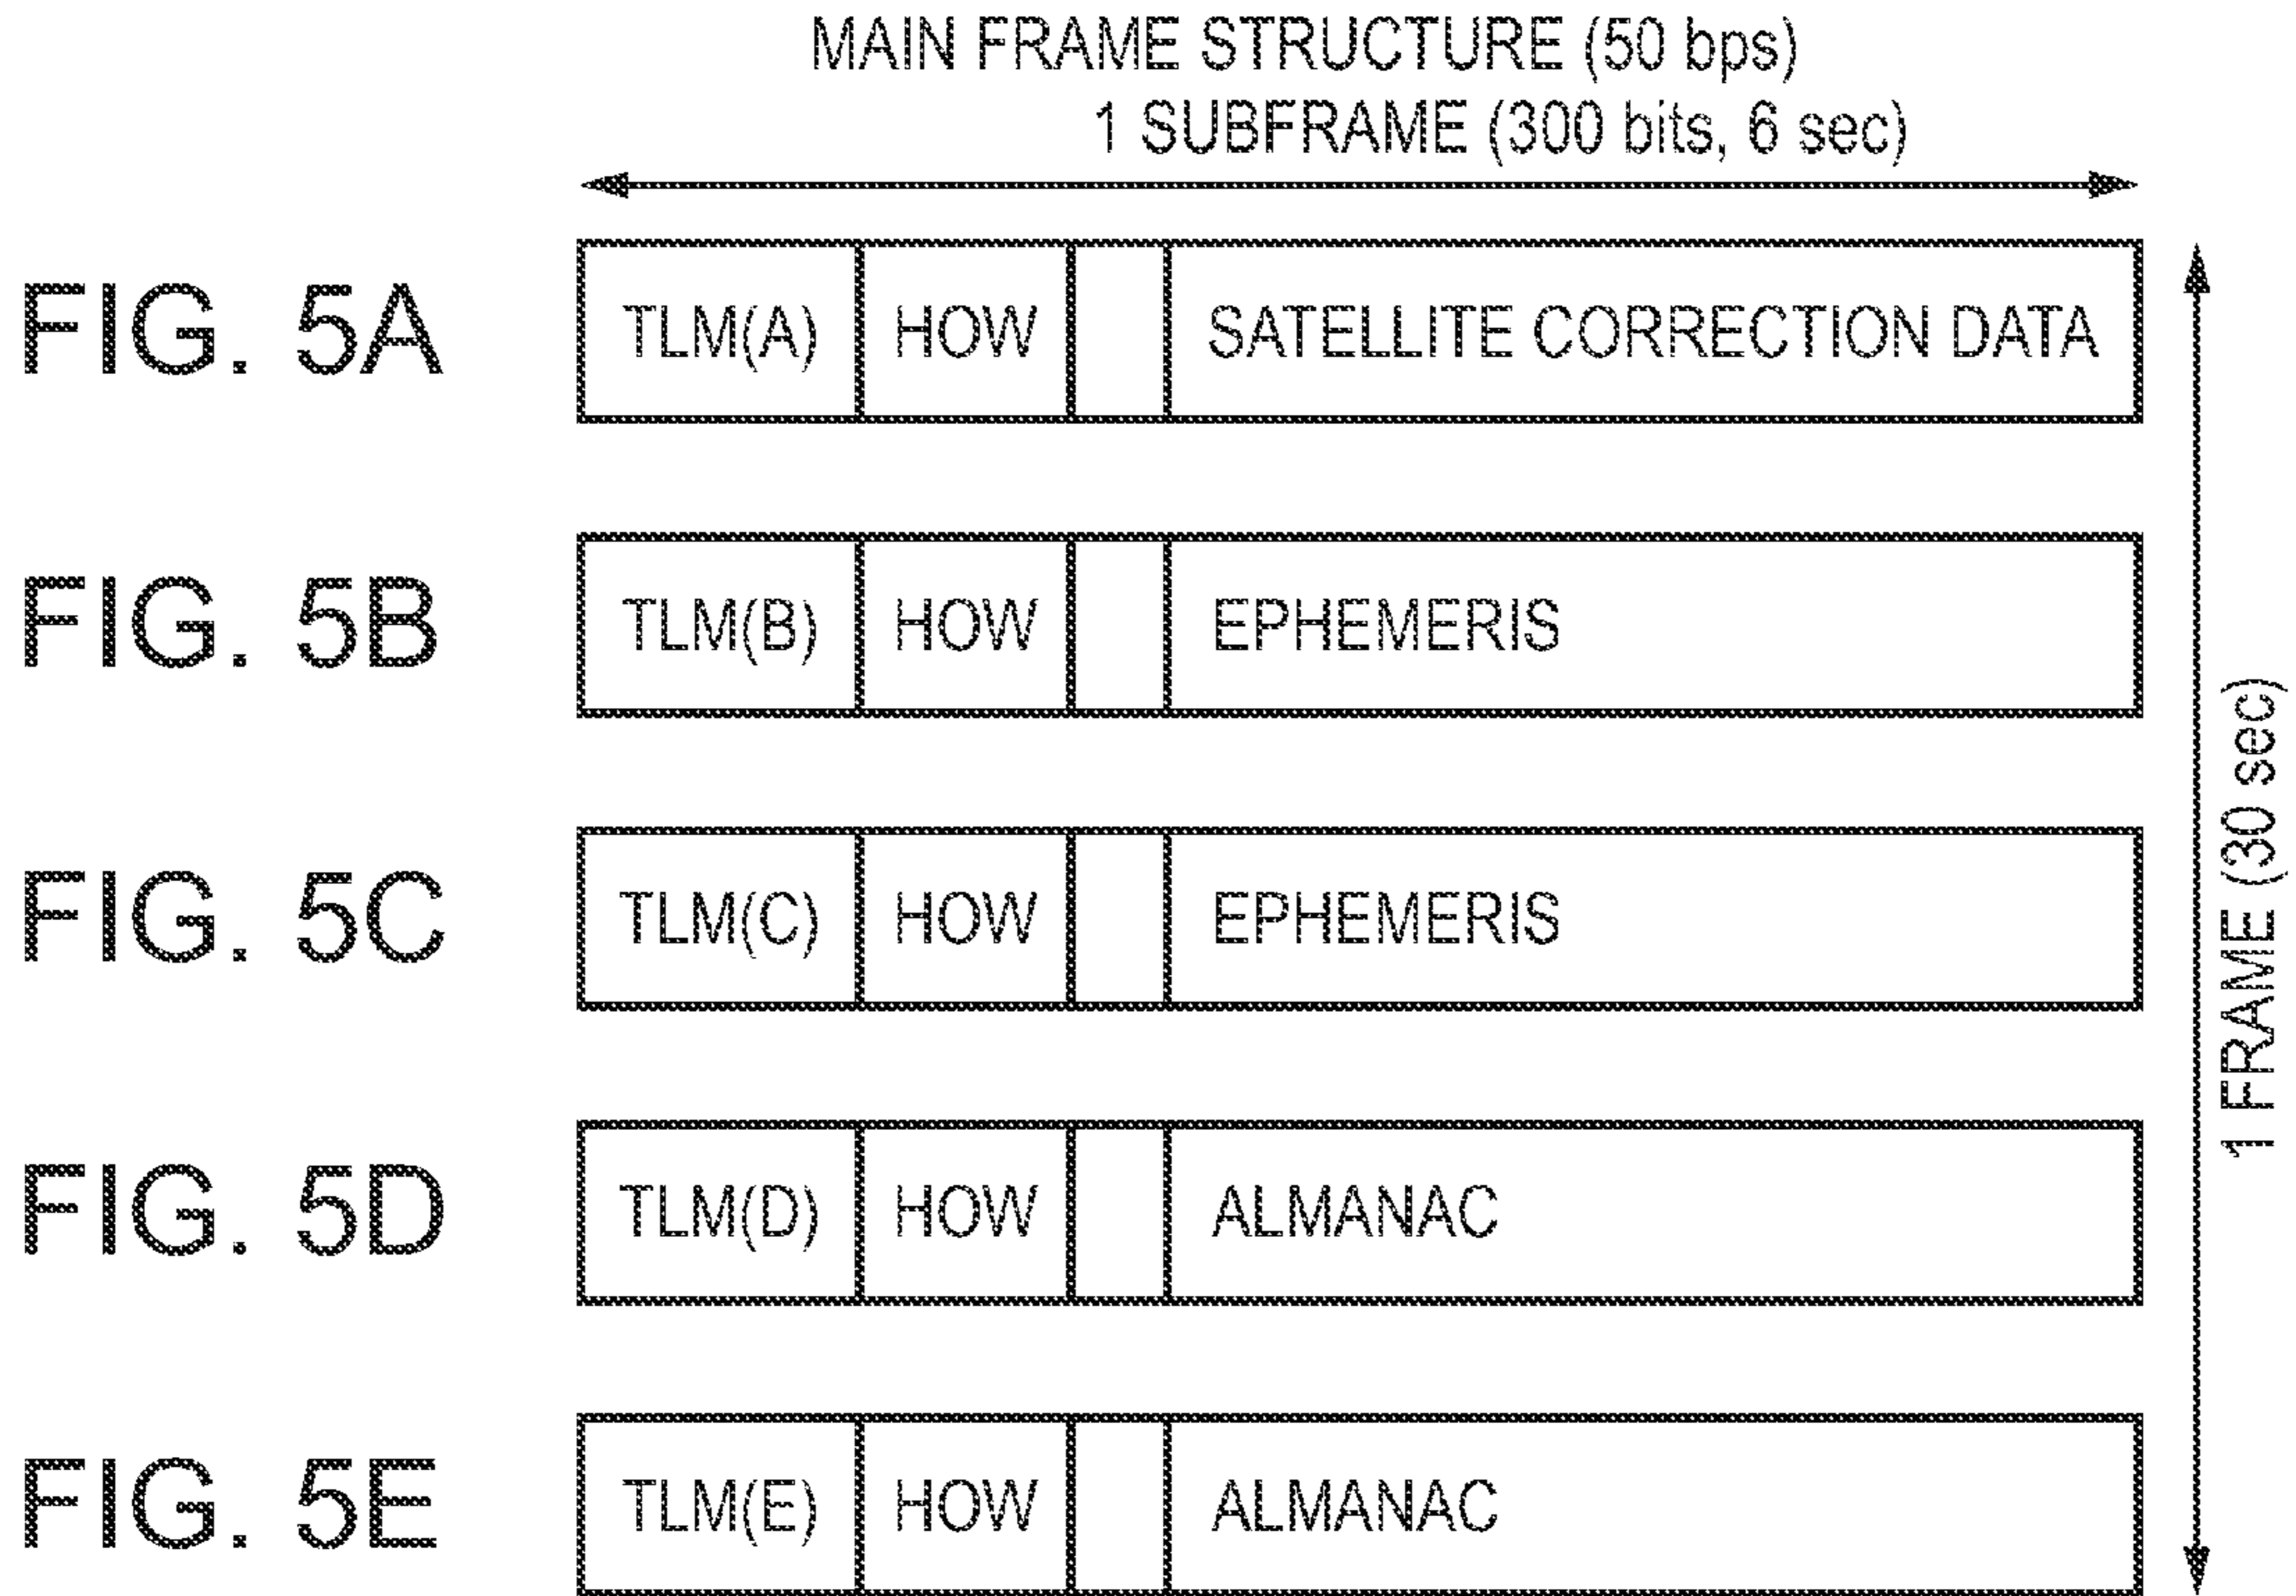 MAIN FRAME STRUCTURE (50 bps)
1 SUBFRAME (300 bits, 6 sec)
FIG. 5A TLM(A) HOW SATELLITE CORRECTION DATA
FIG. 5B TLM(B) HOW EPHEMERIS
FIG. 5C TLM(C) HOW EPHEMERIS
FIG. 5D TLM(D) HOW ALMANAC
FIG. 5E TLM(E) HOW ALMANAC
1 FRAME (30 sec)